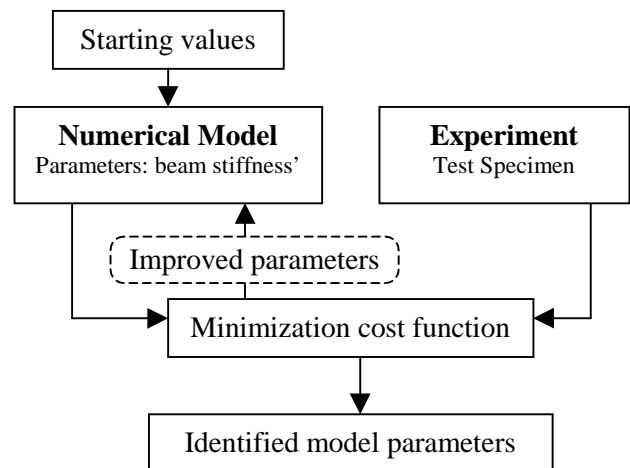 Starting values
Numerical Model
Parameters: beam stiffness’
Experiment
Test Specimen
Improved parameters
Minimization cost function
Identified model parameters